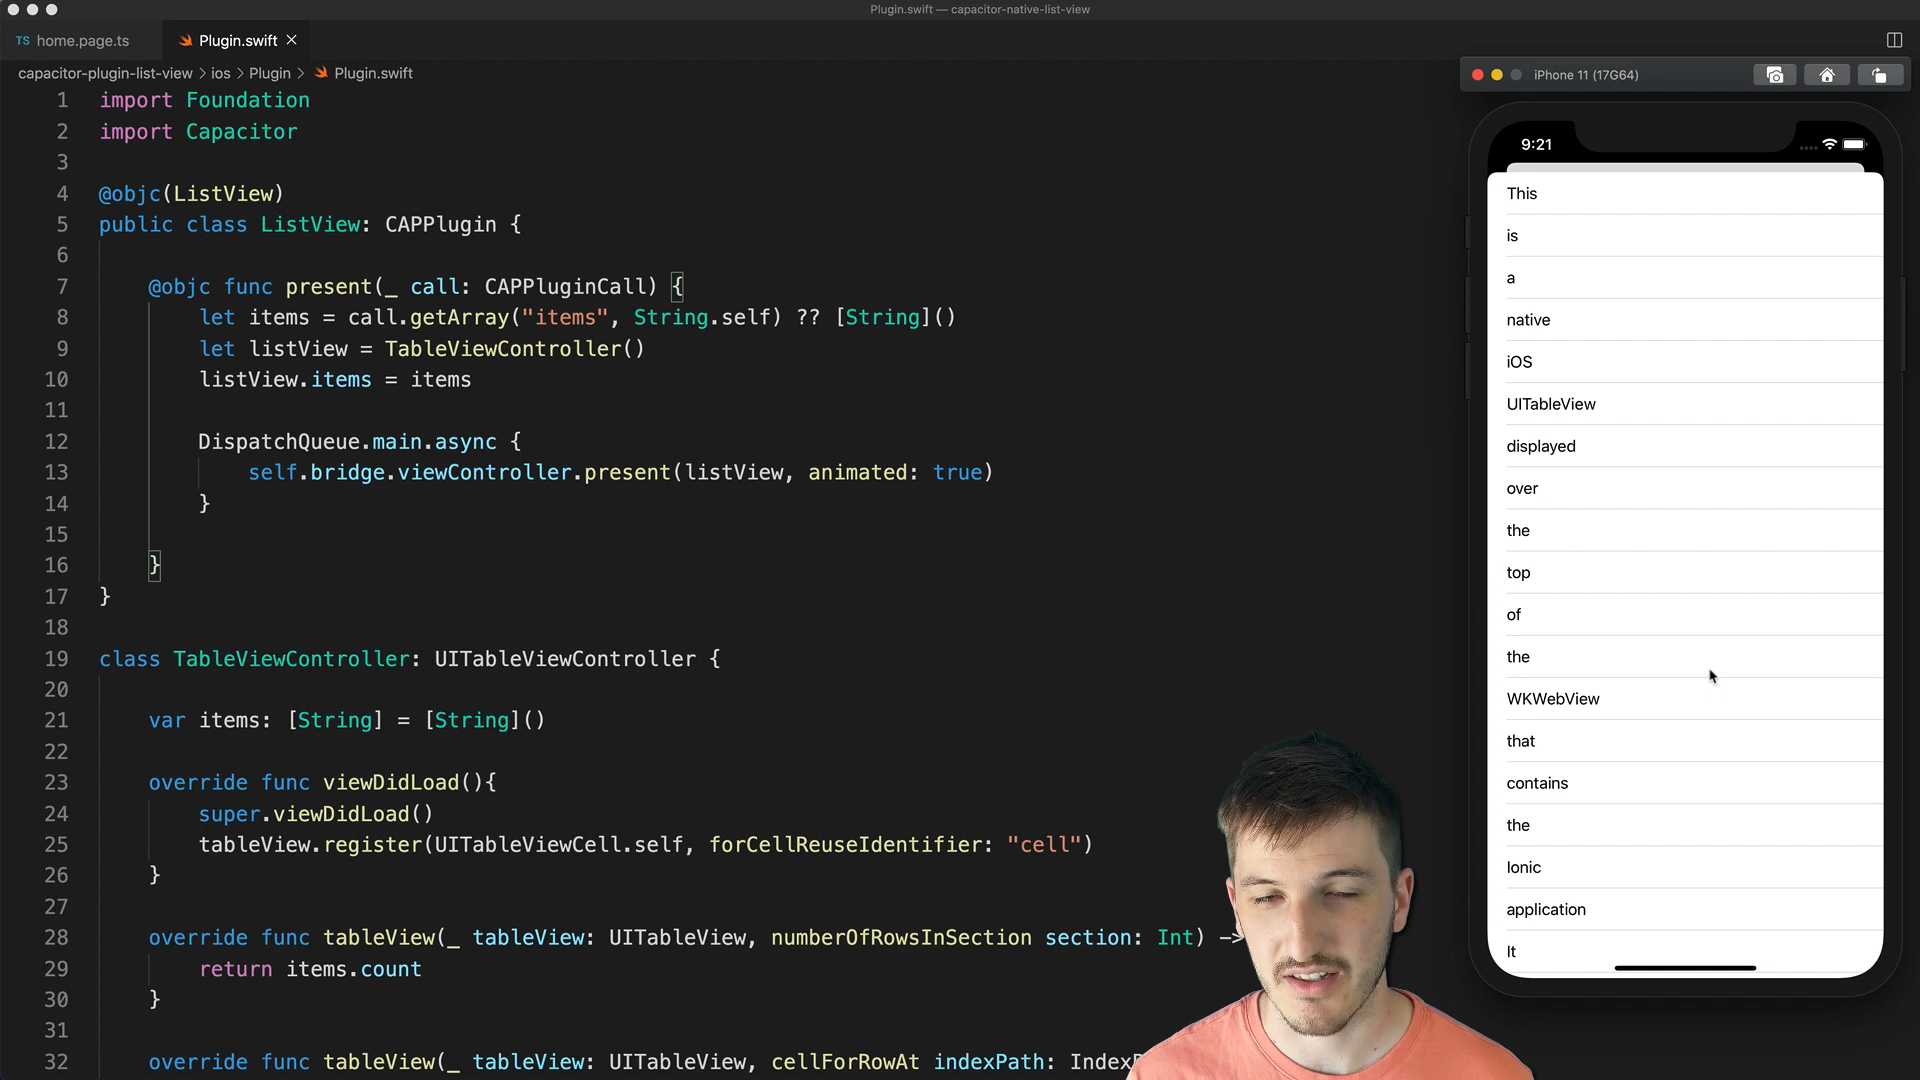 Plugin.swift — capacitor-native-list-view
TS home.page.ts
Plugin.swift
capacitor-plugin-list-view > ios > Plugin > Plugin.swift
1 import Foundation
2 import Capacitor
3
4 @objc(ListView)
5 public class ListView: CAPPlugin {
6
7 @objc func present(_ call: CAPPluginCall) {
8 let items = call.getArray("items", String.self) ?? [String]()
9 let listView = TableViewController()
10 listView.items = items
11
12 DispatchQueue.main.async {
13 self.bridge.viewController.present(listView, animated: true)
14 }
15
16 }
17 }
18
19 class TableViewController: UITableViewController {
20
21 var items: [String] = [String]()
22
23 override func viewDidLoad(){
24 super.viewDidLoad()
25 tableView.register(UITableViewCell.self, forCellReuseIdentifier: "cell")
26 }
27
28 override func tableView(_ tableView: UITableView, numberOfRowsInSection section: Int) ->
29 return items.count
30 }
31
32 override func tableView(_ tableView: UITableView, cellForRowAt indexPath: IndexP
iPhone 11 (17G64)
9:21
This
is
a
native
iOS
UITableView
displayed
over
the
top
of
the
WKWebView
that
contains
the
Ionic
application
It